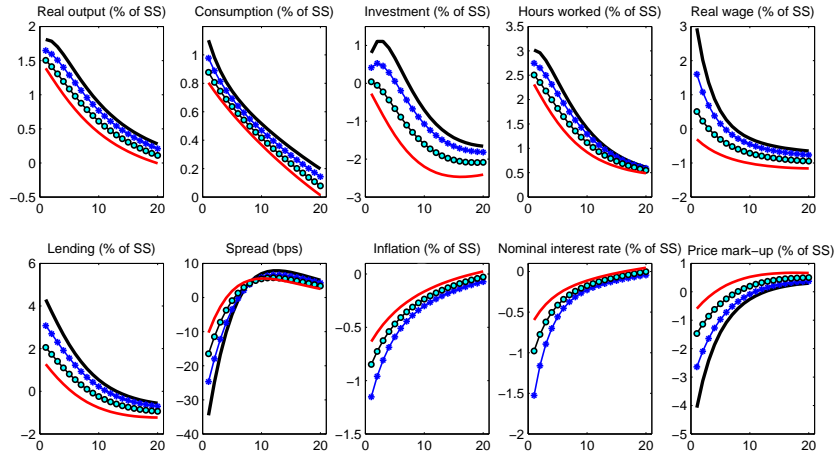 Real output (% of SS)
Consumption (% of SS)
Investment (% of SS)
Hours worked (% of SS)
Real wage (% of SS)
2
1.5
1
0.5
0
−0.5
0 10 20
1
0.8
0.6
0.4
0.2
0
0 10 20
2
1
0
−1
−2
−3
0 10 20
3.5
3
2.5
2
1.5
1
0.5
0
0 10 20
3
2
1
0
−1
−2
0 10 20
Lending (% of SS)
Spread (bps)
Inflation (% of SS)
Nominal interest rate (% of SS)
Price mark−up (% of SS)
6
4
2
0
−2
0 10 20
10
0
−10
−20
−30
−40
0 10 20
0
−0.5
−1
−1.5
0 10 20
0
−0.5
−1
−1.5
−2
0 10 20
1
0
−1
−2
−3
−4
−5
0 10 20